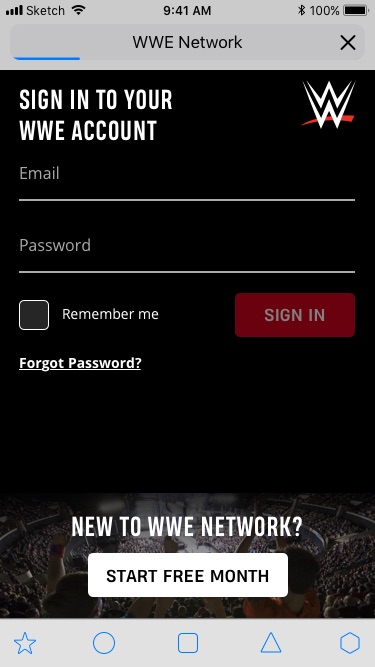 Sketch 9:41 AM 100%
WWE Network
SIGN IN TO YOUR
WWE ACCOUNT
W
Email
Password
Remember me
SIGN IN
Forgot Password?
NEW TO WWE NETWORK?
START FREE MONTH